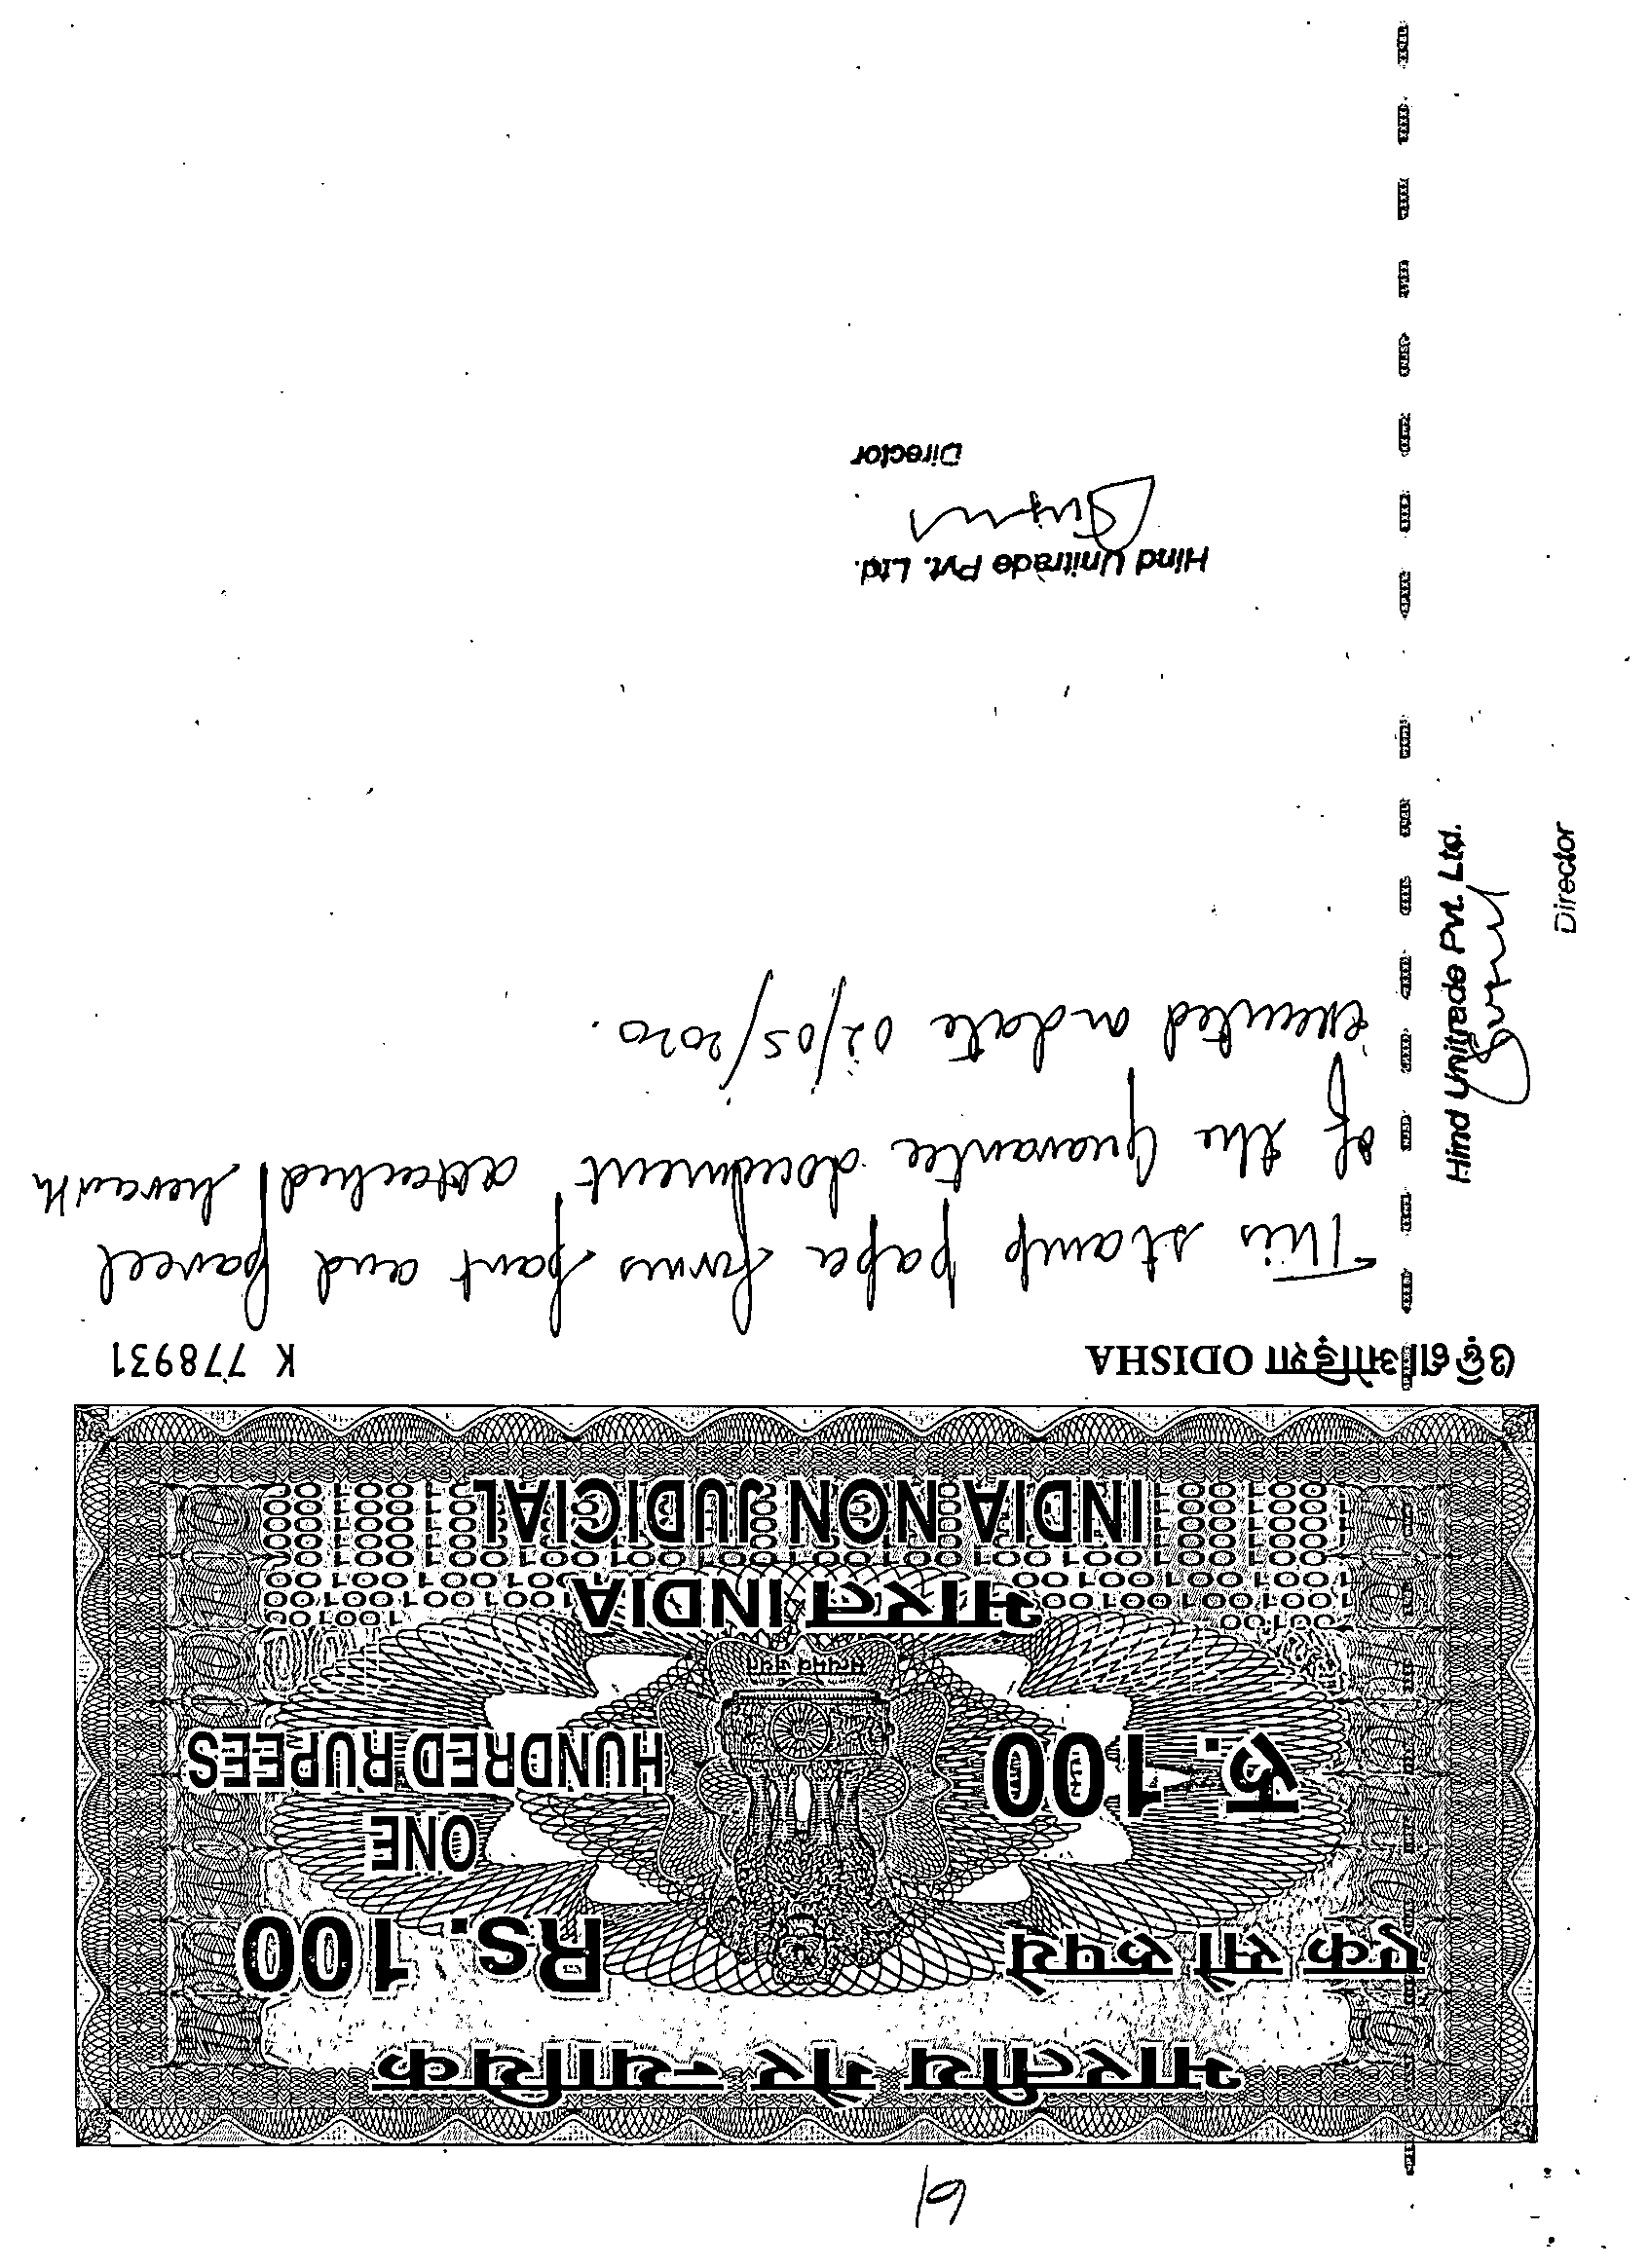 61
भारतीय गैर न्यायिक
एक सौ रुपये
Rs. 100
रु. 100
ONE
HUNDRED RUPEES
सत्यमेव जयते
भारत INDIA
INDIA NON JUDICIAL
ଓଡ଼ିଶା ओड़िशा ODISHA
K 778931
This stamp paper forms part and parcel
of the Guarantee document attached herewith
executed on date 02/05/2020.
Hind Unitrade Pvt. Ltd.
Director
Hind Unitrade Pvt. Ltd.
Director